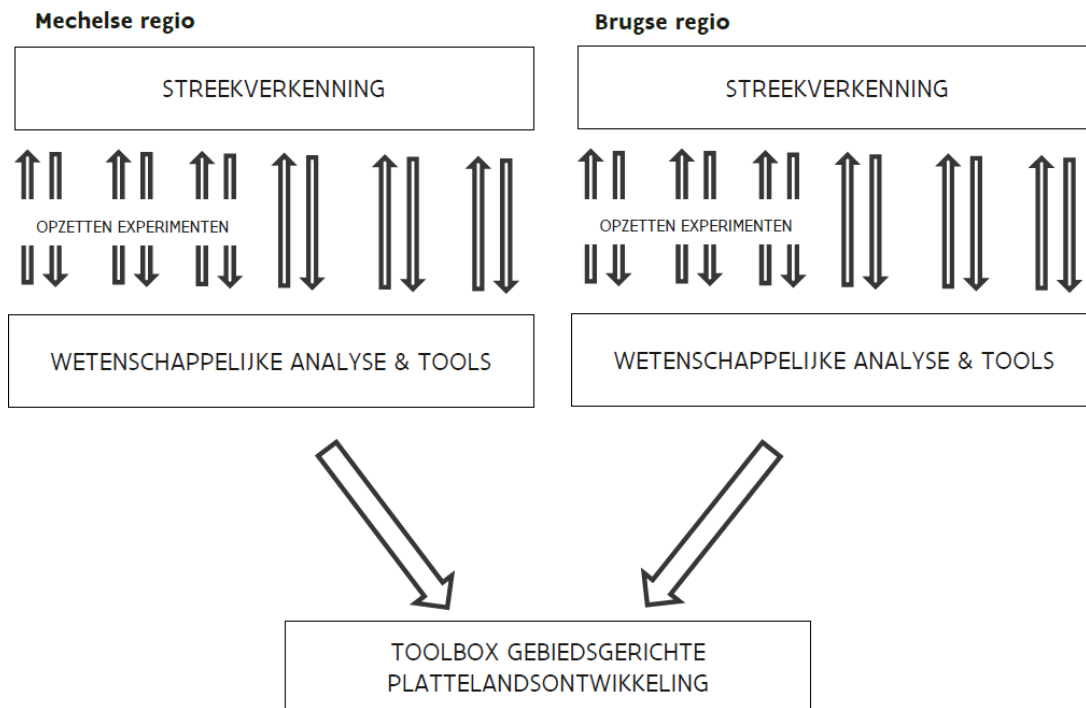 Mechelse regio
STREEKVERKENNING
OPZETTEN EXPERIMENTEN
WETENSCHAPPELIJKE ANALYSE & TOOLS
Brugse regio
STREEKVERKENNING
OPZETTEN EXPERIMENTEN
WETENSCHAPPELIJKE ANALYSE & TOOLS
TOOLBOX GEBIEDSGERICHTE
PLATTELANDSONTWIKKELING